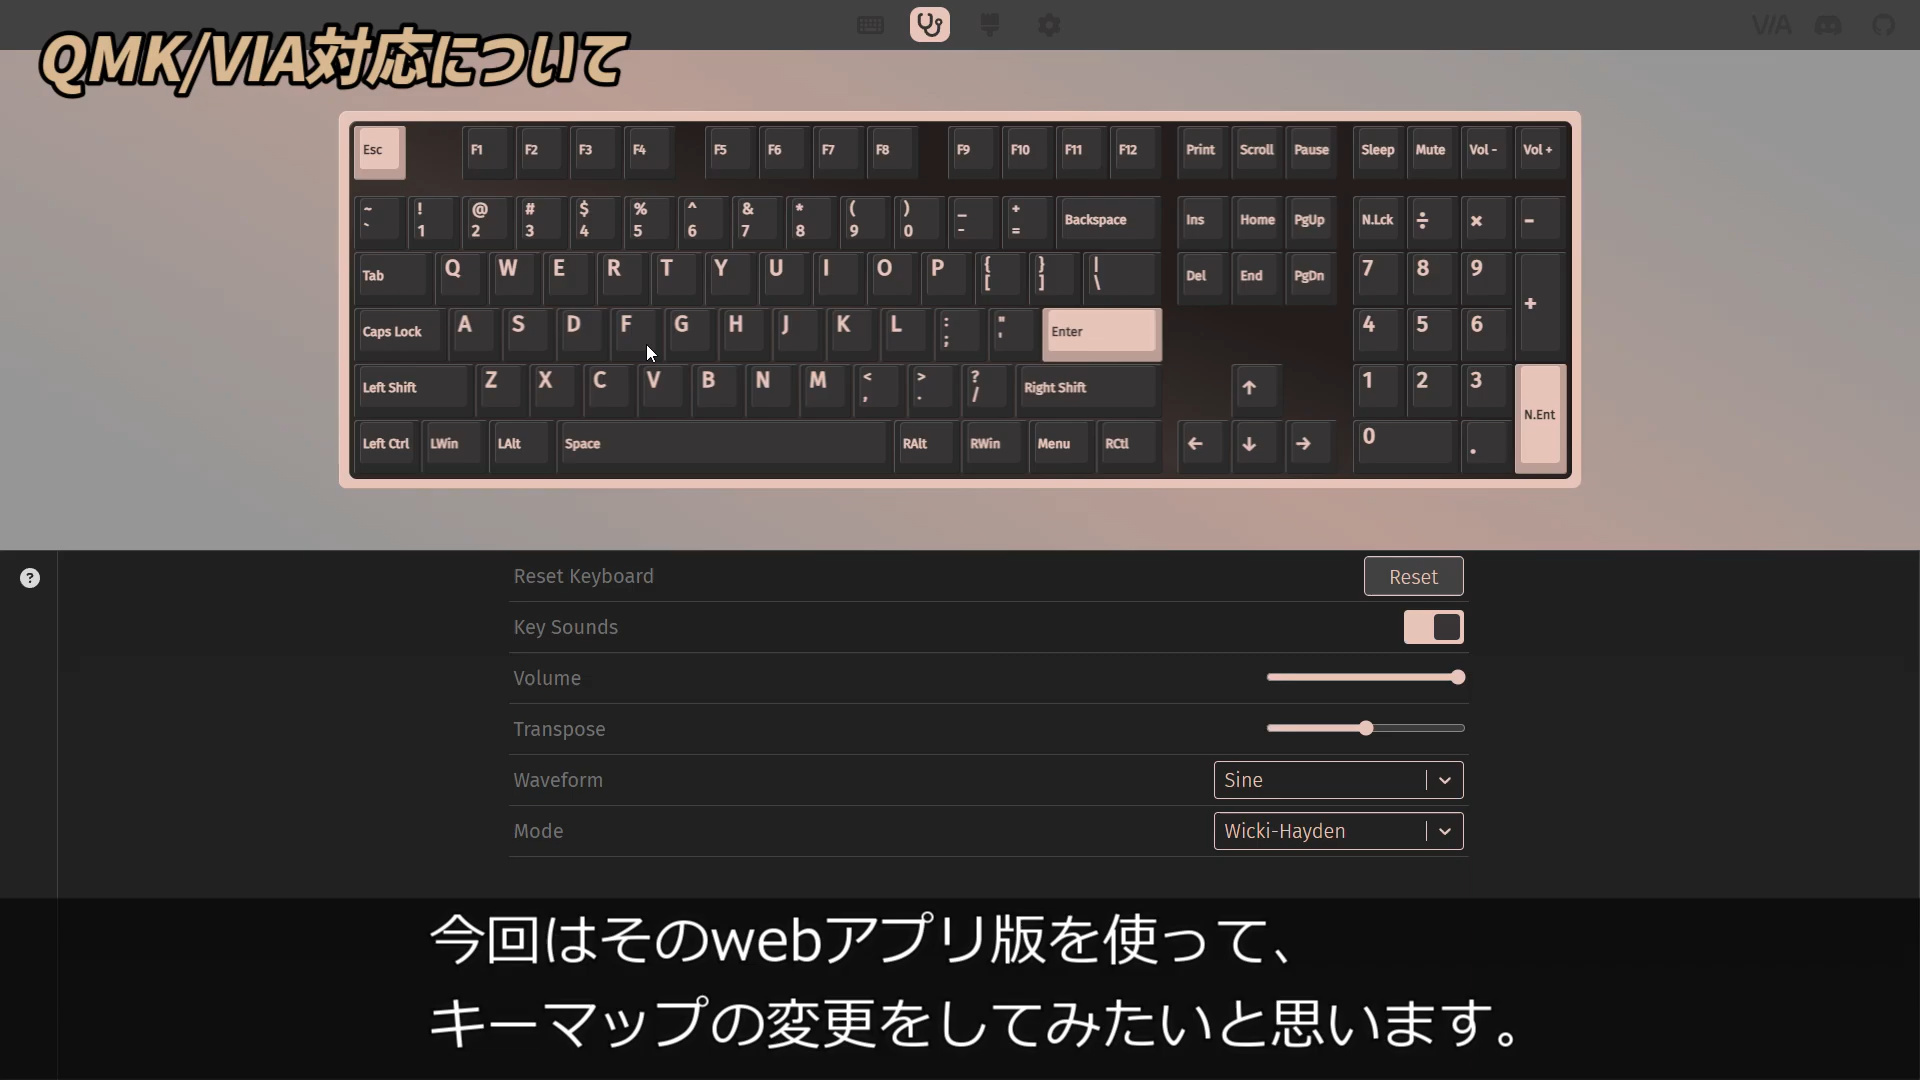 VIA
QMK/VIA対応について
Esc F1 F2 F3 F4 F5 F6 F7 F8 F9 F10 F11 F12 Print Scroll Pause Sleep Mute Vol - Vol +
~ ! @ # $ % ^ & * ( ) _ +
` 1 2 3 4 5 6 7 8 9 0 - = Backspace Ins Home PgUp N.Lck ÷ × -
Tab Q W E R T Y U I O P { [ } ] | \ Del End PgDn 7 8 9 +
Caps Lock A S D F G H J K L : ; " ' Enter 4 5 6
Left Shift Z X C V B N M < , > . ? / Right Shift ↑ 1 2 3 N.Ent
Left Ctrl LWin LAlt Space RAlt RWin Menu RCtl ← ↓ → 0 .
?
Reset Keyboard Reset
Key Sounds
Volume
Transpose
Waveform Sine
Mode Wicki-Hayden
今回はそのwebアプリ版を使って、
キーマップの変更をしてみたいと思います。